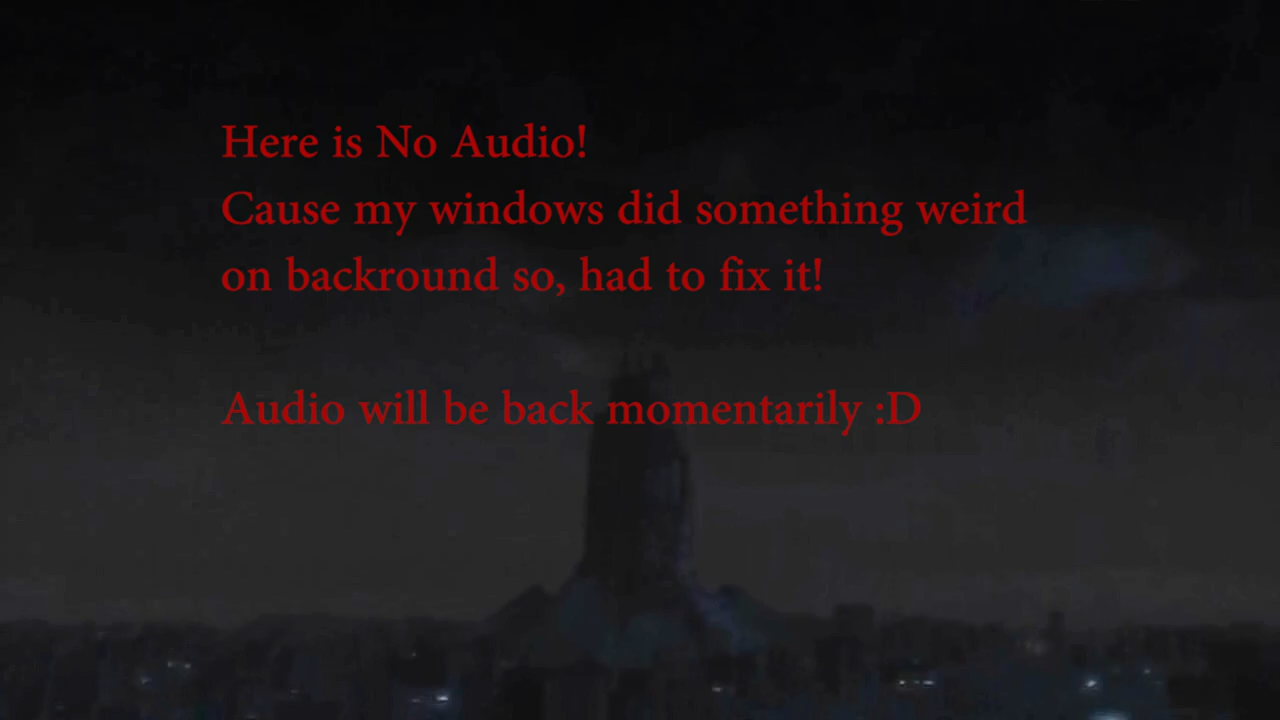 Here is No Audio!
Cause my windows did something weird
on backround so, had to fix it!
Audio will be back momentarily :D